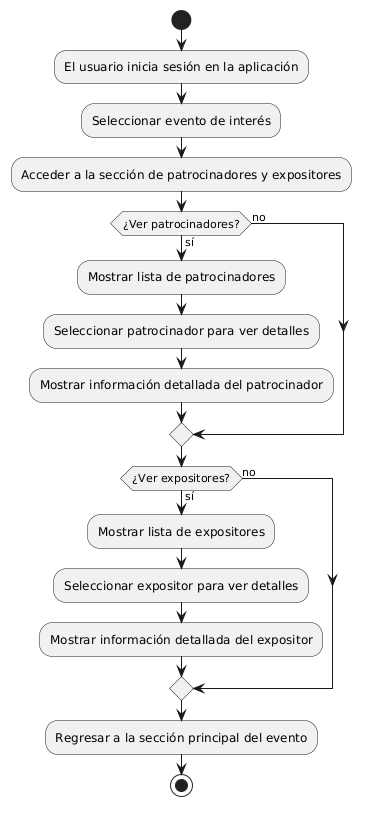 El usuario inicia sesión en la aplicación
Seleccionar evento de interés
Acceder a la sección de patrocinadores y expositores
¿Ver patrocinadores?
no
sí
Mostrar lista de patrocinadores
Seleccionar patrocinador para ver detalles
Mostrar información detallada del patrocinador
¿Ver expositores?
no
sí
Mostrar lista de expositores
Seleccionar expositor para ver detalles
Mostrar información detallada del expositor
Regresar a la sección principal del evento